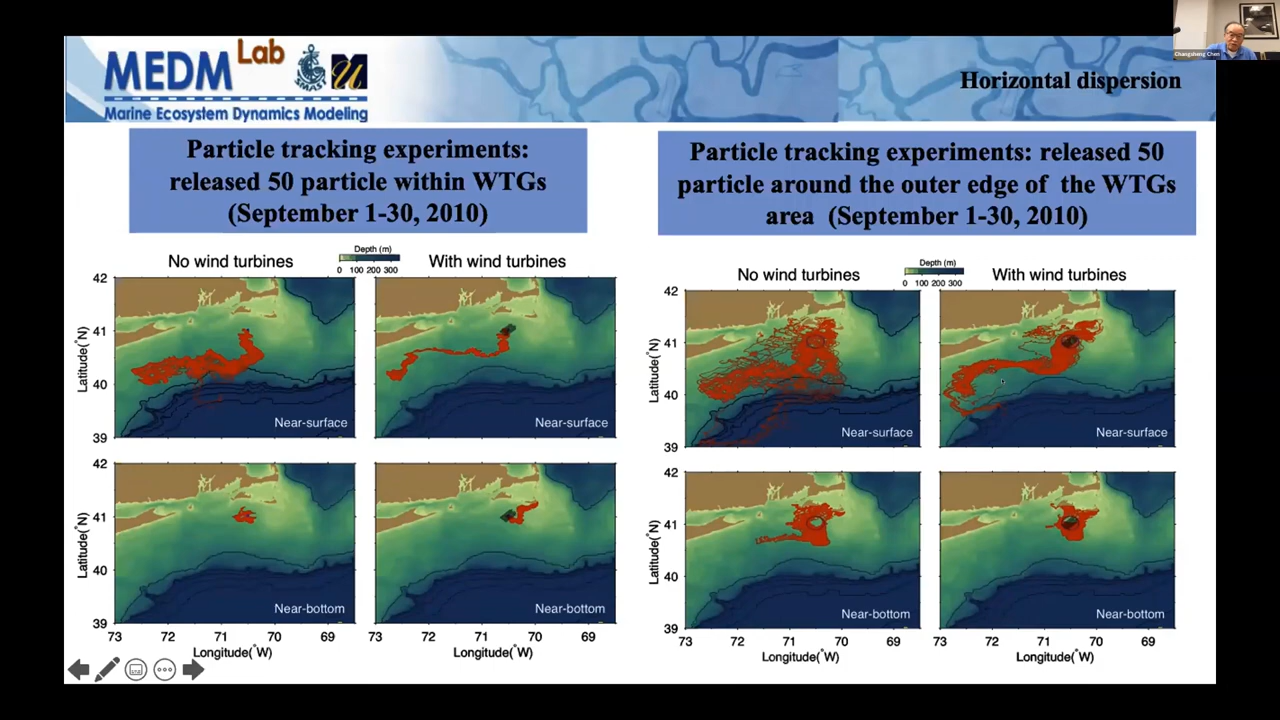 Changsheng Chen
MEDM Lab
Marine Ecosystem Dynamics Modeling
Horizontal dispersion
Particle tracking experiments:
released 50 particle within WTGs
(September 1-30, 2010)
Particle tracking experiments: released 50
particle around the outer edge of the WTGs
area (September 1-30, 2010)
No wind turbines
Depth (m)
0 100 200 300
With wind turbines
42
41
40
39
Latitude(°N)
Near-surface
Near-surface
42
41
40
39
Latitude(°N)
Near-bottom
Near-bottom
73 72 71 70 69
73 72 71 70 69
Longitude(°W)
Longitude(°W)
No wind turbines
Depth (m)
0 100 200 300
With wind turbines
42
41
40
39
Latitude(°N)
Near-surface
Near-surface
42
41
40
39
Latitude(°N)
Near-bottom
Near-bottom
73 72 71 70 69
73 72 71 70 69
Longitude(°W)
Longitude(°W)